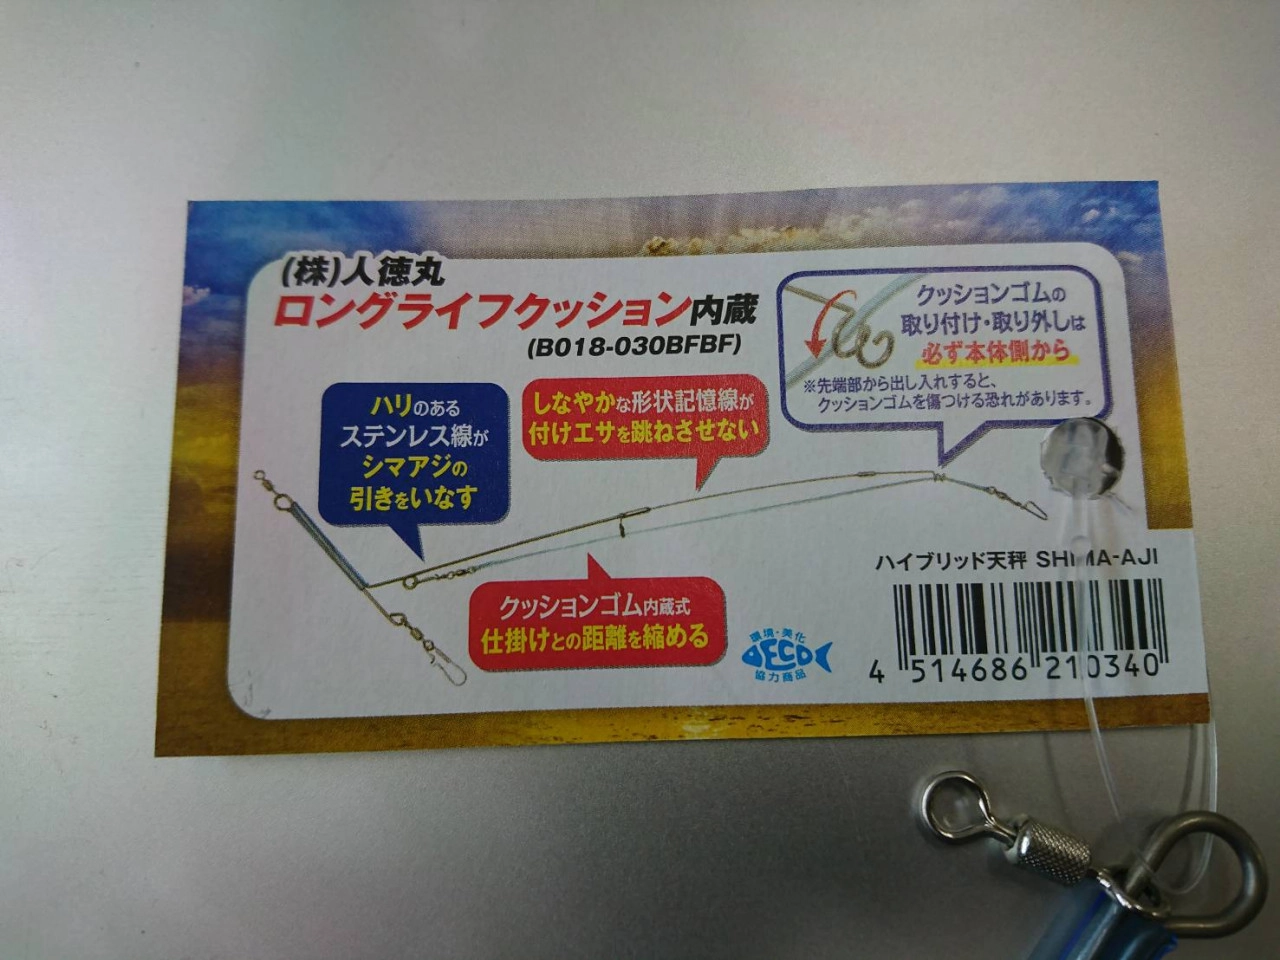 (株)人徳丸
ロングライフクッション内蔵
(B018-030BFBF)
クッションゴムの
取り付け・取り外しは
必ず本体側から
※先端部から出し入れすると、
クッションゴムを傷つける恐れがあります。
ハリのある
ステンレス線が
シマアジの
引きをいなす
しなやかな形状記憶線が
付けエサを跳ねさせない
クッションゴム内蔵式
仕掛けとの距離を縮める
環境・美化
ECO
協力商品
ハイブリッド天秤 SHIMA-AJI
4 514686 210340